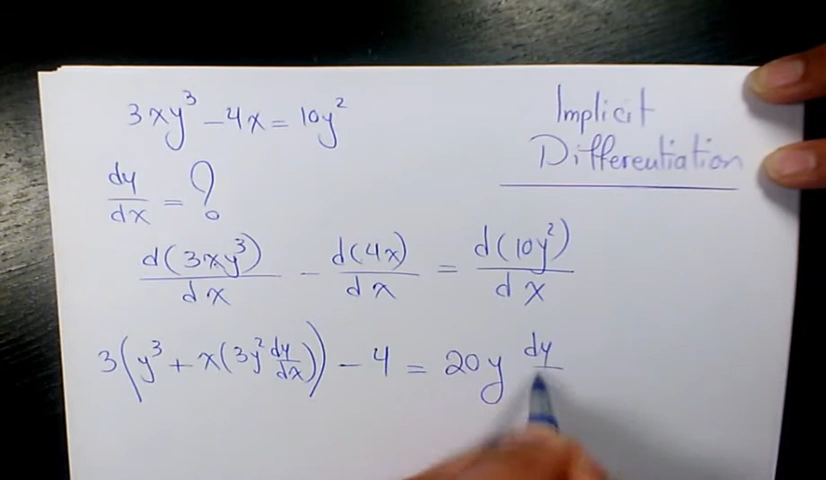 3xy³ - 4x = 10y²
Implicit
Differentiation
dy/dx = ?
d(3xy³)/dx - d(4x)/dx = d(10y²)/dx
3(y³ + x(3y² dy/dx)) - 4 = 20y dy/